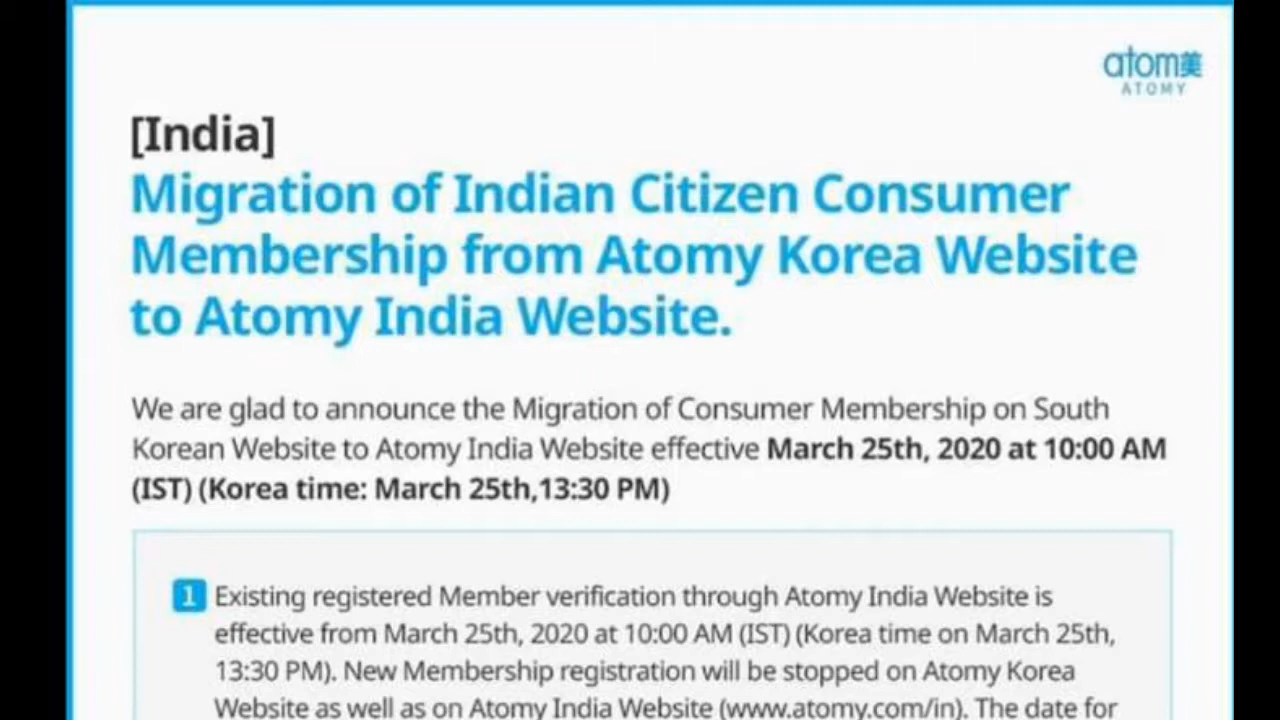 atom美
ATOMY
[India]
Migration of Indian Citizen Consumer
Membership from Atomy Korea Website
to Atomy India Website.
We are glad to announce the Migration of Consumer Membership on South
Korean Website to Atomy India Website effective March 25th, 2020 at 10:00 AM
(IST) (Korea time: March 25th,13:30 PM)
1 Existing registered Member verification through Atomy India Website is
effective from March 25th, 2020 at 10:00 AM (IST) (Korea time on March 25th,
13:30 PM). New Membership registration will be stopped on Atomy Korea
Website as well as on Atomy India Website (www.atomy.com/in). The date for